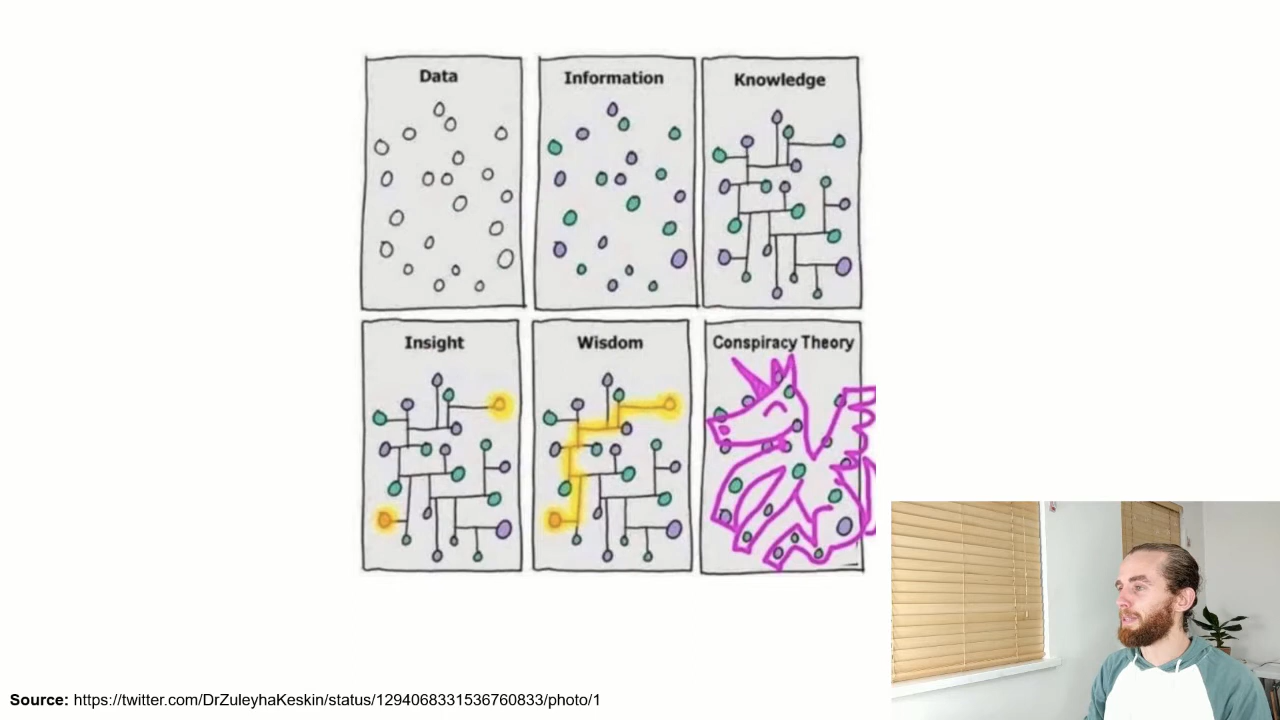 Data
Information
Knowledge
Insight
Wisdom
Conspiracy Theory
Source: https://twitter.com/DrZuleyhaKeskin/status/1294068331536760833/photo/1